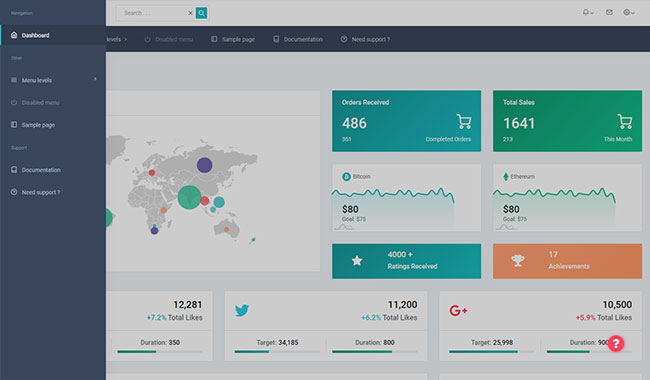 Navigation
Dashboard
Other
Menu levels
Disabled menu
Sample page
Support
Documentation
Need support ?
Search . . .
levels
Disabled menu
Sample page
Documentation
Need support ?
Orders Received
486
351 Completed Orders
Total Sales
1641
213 This Month
Bitcoin
$80
Goal: $75
Ethereum
$80
Goal: $75
4000 +
Ratings Received
17
Achievements
12,281
+7.2% Total Likes
Duration: 350
11,200
+6.2% Total Likes
Target: 34,185 Duration: 800
G+
10,500
+5.9% Total Likes
Target: 25,998 Duration: 900
?